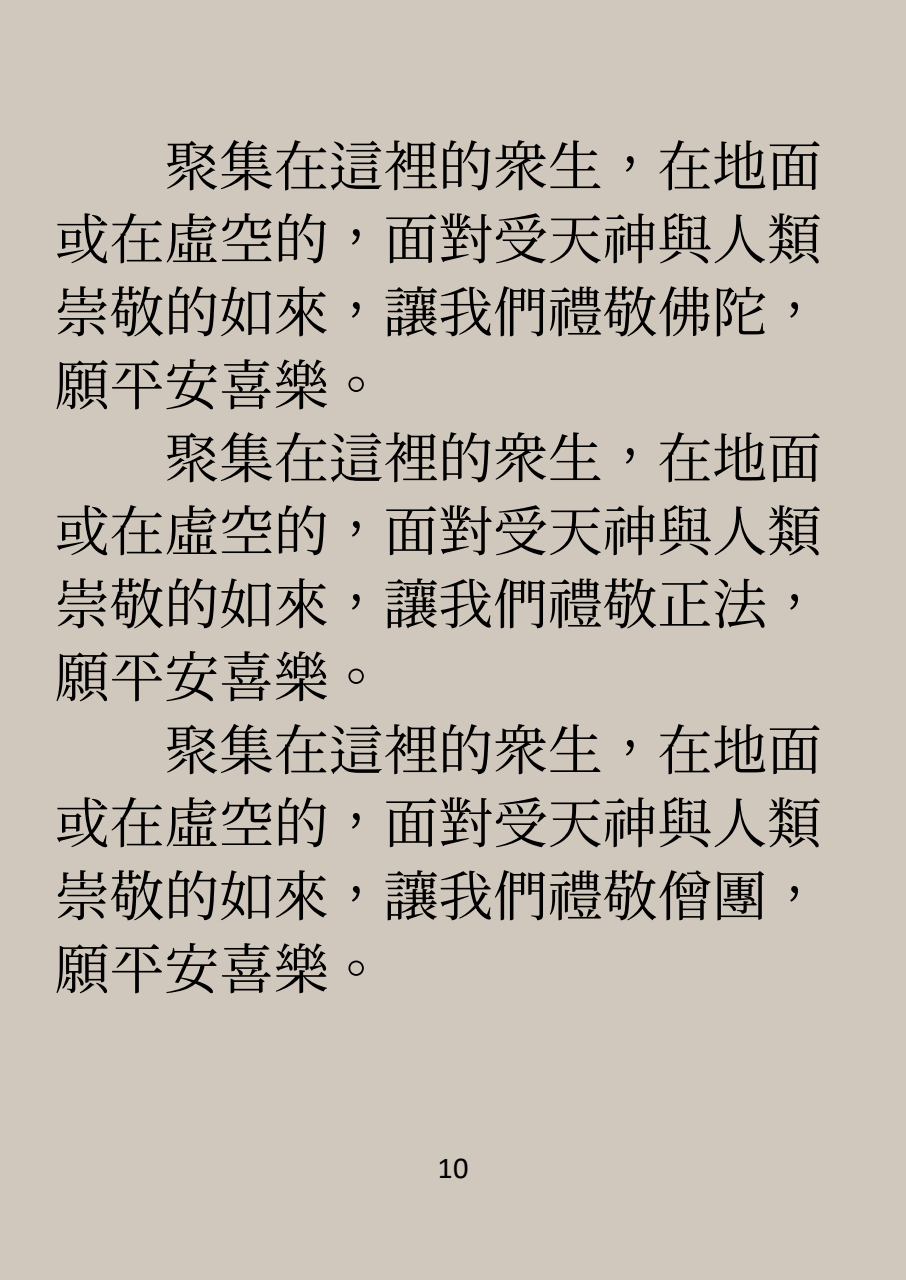 聚集在這裡的衆生，在地面
或在虛空的，面對受天神與人類
崇敬的如來，讓我們禮敬佛陀，
願平安喜樂。
聚集在這裡的衆生，在地面
或在虛空的，面對受天神與人類
崇敬的如來，讓我們禮敬正法，
願平安喜樂。
聚集在這裡的衆生，在地面
或在虛空的，面對受天神與人類
崇敬的如來，讓我們禮敬僧團，
願平安喜樂。
10